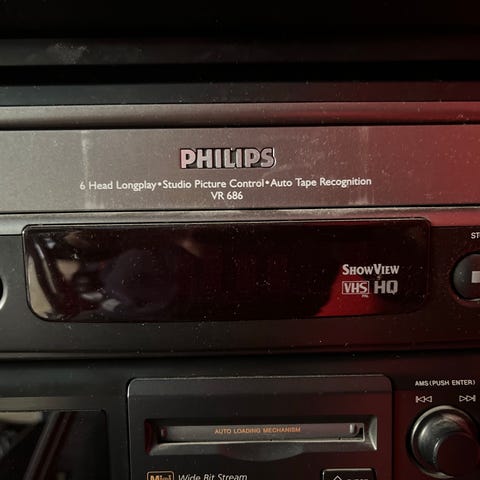 PHILIPS
6 Head Longplay•Studio Picture Control•Auto Tape Recognition
VR 686
SHOWVIEW
VHS HQ
PAL
AMS (PUSH ENTER)
AUTO LOADING MECHANISM
Wide Bit Stream